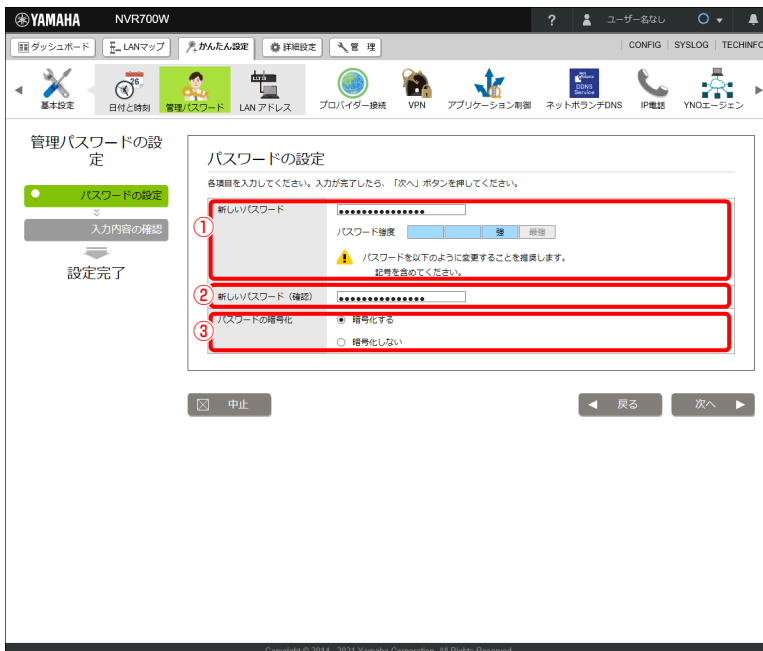 YAMAHA NVR700W ? ユーザー名なし
ダッシュボード LANマップ かんたん設定 詳細設定 管 理 CONFIG SYSLOG TECHINFO
26
Net Volante
DDNS
Service
基本設定 日付と時刻 管理パスワード LAN アドレス プロバイダー接続 VPN アプリケーション制御 ネットボランチDNS IP電話 YNOエージェン
管理パスワードの設
定
パスワードの設定
入力内容の確認
設定完了
パスワードの設定
各項目を入力してください。入力が完了したら、「次へ」ボタンを押してください。
① 新しいパスワード ●●●●●●●●●●●●●●●
パスワード強度 強 最強
パスワードを以下のように変更することを推奨します。
記号を含めてください。
② 新しいパスワード（確認） ●●●●●●●●●●●●●●●
③ パスワードの暗号化 暗号化する
暗号化しない
中止 戻る 次へ
Copyright © 2014 - 2021 Yamaha Corporation. All Rights Reserved.